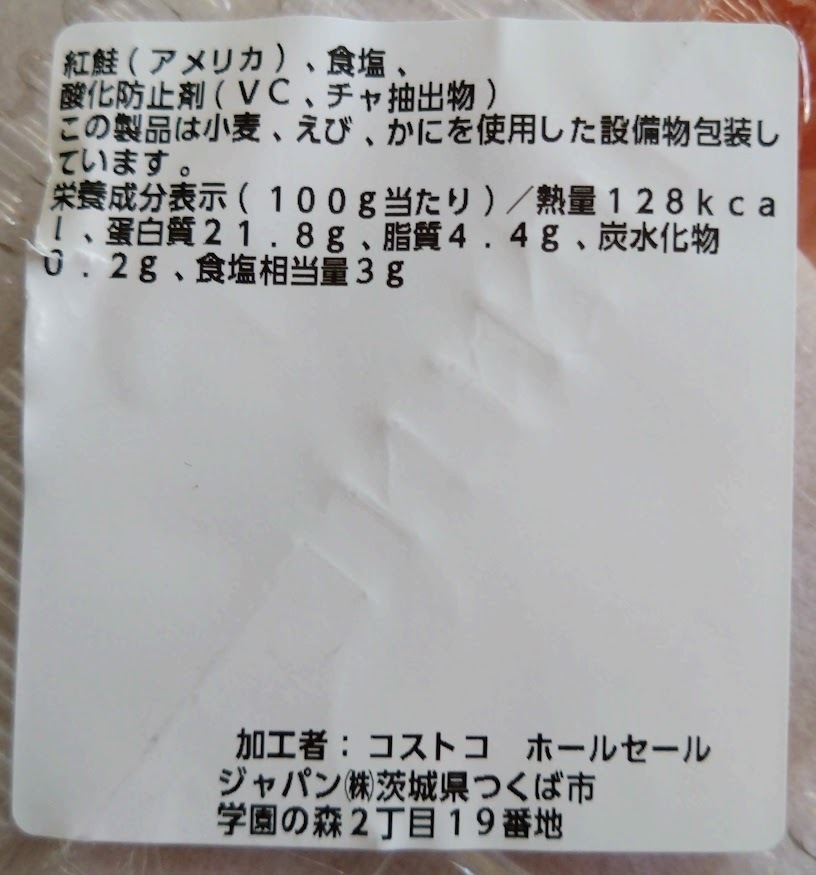 紅鮭(アメリカ)、食塩、
酸化防止剤(VC、チャ抽出物)
この製品は小麦、えび、かにを使用した設備物包装し
ています。
栄養成分表示(100g当たり)/熱量128kca
l、蛋白質21.8g、脂質4.4g、炭水化物
0.2g、食塩相当量3g
加工者:コストコ ホールセール
ジャパン㈱茨城県つくば市
学園の森2丁目19番地